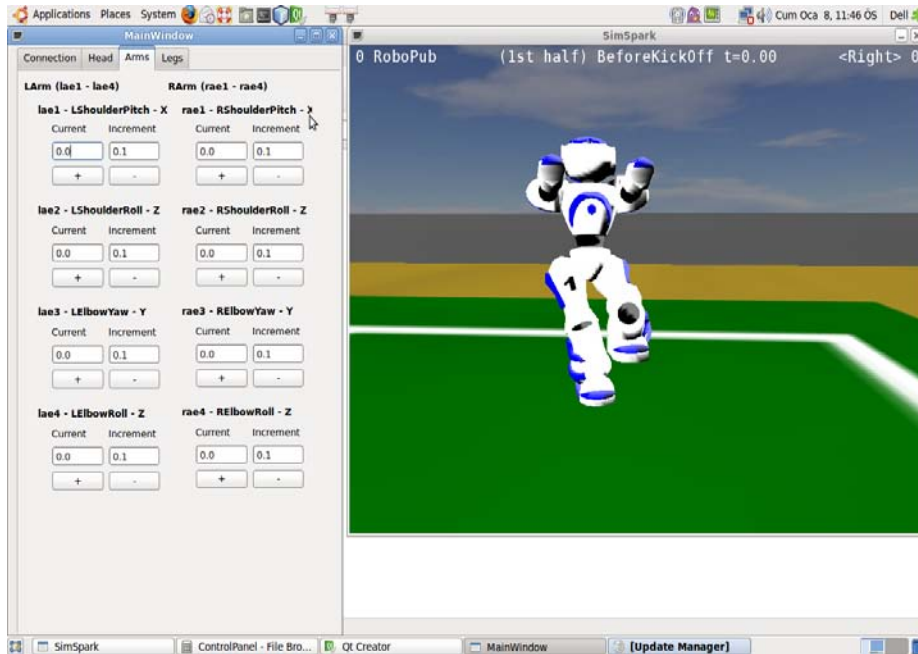 Applications Places System
Cum Oca 8, 11:46 ÖS Dell
MainWindow
SimSpark
Connection Head Arms Legs
0 RoboPub (1st half) BeforeKickOff t=0.00 <Right> 0
LArm (lae1 - lae4) RArm (rae1 - rae4)
lae1 - LShoulderPitch - X rae1 - RShoulderPitch - X
Current Increment Current Increment
0.0 0.1 0.0 0.1
+ - + -
lae2 - LShoulderRoll - Z rae2 - RShoulderRoll - Z
Current Increment Current Increment
0.0 0.1 0.0 0.1
+ - + -
lae3 - LElbowYaw - Y rae3 - RElbowYaw - Y
Current Increment Current Increment
0.0 0.1 0.0 0.1
+ - + -
lae4 - LElbowRoll - Z rae4 - RElbowRoll - Z
Current Increment Current Increment
0.0 0.1 0.0 0.1
+ - + -
1
SimSpark ControlPanel - File Bro... Qt Creator MainWindow [Update Manager]